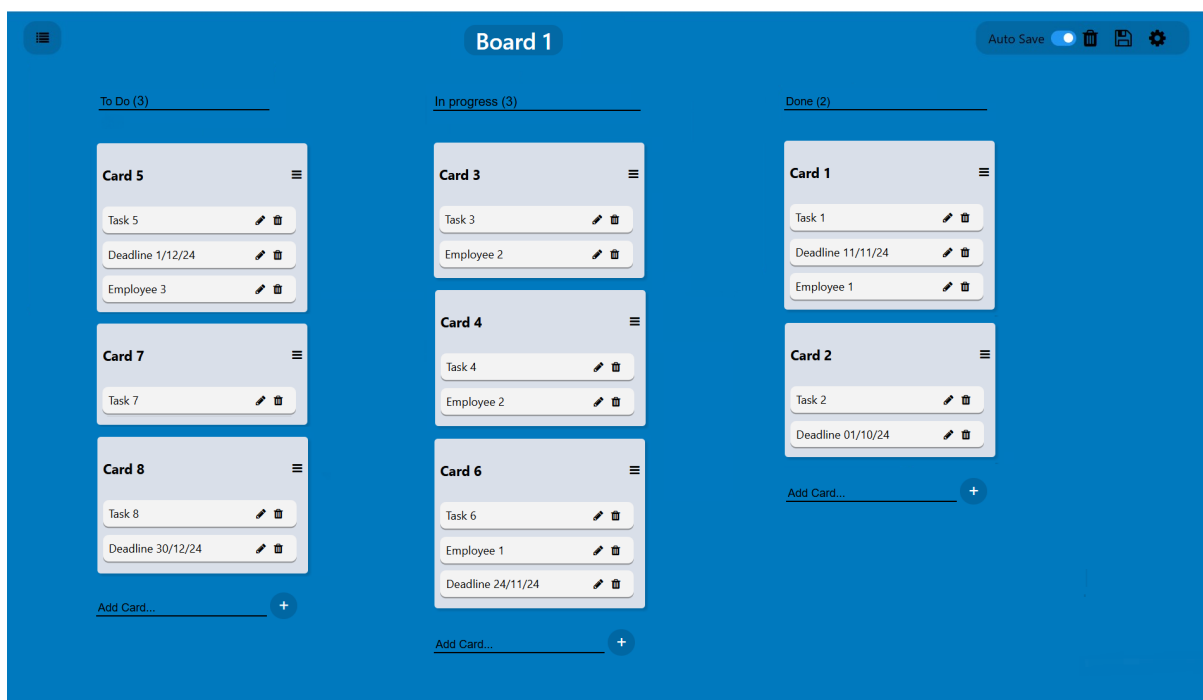 Board 1
Auto Save
To Do (3)
Card 5
Task 5
Deadline 1/12/24
Employee 3
Card 7
Task 7
Card 8
Task 8
Deadline 30/12/24
Add Card...
In progress (3)
Card 3
Task 3
Employee 2
Card 4
Task 4
Employee 2
Card 6
Task 6
Employee 1
Deadline 24/11/24
Add Card...
Done (2)
Card 1
Task 1
Deadline 11/11/24
Employee 1
Card 2
Task 2
Deadline 01/10/24
Add Card...